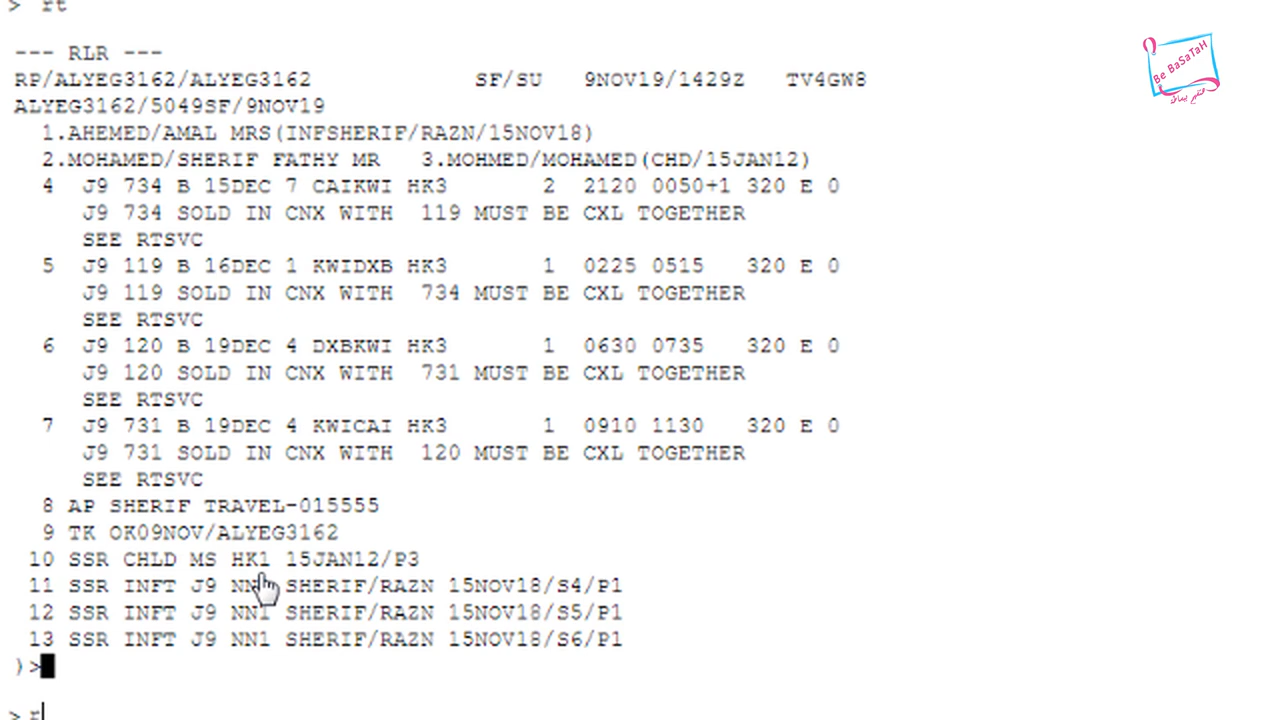 > rt
--- RLR ---
RP/ALYEG3162/ALYEG3162 SF/SU 9NOV19/1429Z TV4GW8
ALYEG3162/5049SF/9NOV19
1.AHEMED/AMAL MRS(INFSHERIF/RAZN/15NOV18)
2.MOHAMED/SHERIF FATHY MR 3.MOHMED/MOHAMED(CHD/15JAN12)
4 J9 734 B 15DEC 7 CAIKWI HK3 2 2120 0050+1 320 E 0
J9 734 SOLD IN CNX WITH 119 MUST BE CXL TOGETHER
SEE RTSVC
5 J9 119 B 16DEC 1 KWIDXB HK3 1 0225 0515 320 E 0
J9 119 SOLD IN CNX WITH 734 MUST BE CXL TOGETHER
SEE RTSVC
6 J9 120 B 19DEC 4 DXBKWI HK3 1 0630 0735 320 E 0
J9 120 SOLD IN CNX WITH 731 MUST BE CXL TOGETHER
SEE RTSVC
7 J9 731 B 19DEC 4 KWICAI HK3 1 0910 1130 320 E 0
J9 731 SOLD IN CNX WITH 120 MUST BE CXL TOGETHER
SEE RTSVC
8 AP SHERIF TRAVEL-015555
9 TK OK09NOV/ALYEG3162
10 SSR CHLD MS HK1 15JAN12/P3
11 SSR INFT J9 SHERIF/RAZN 15NOV18/S4/P1
12 SSR INFT J9 NN1 SHERIF/RAZN 15NOV18/S5/P1
13 SSR INFT J9 NN1 SHERIF/RAZN 15NOV18/S6/P1
)>
> r
Be BaSaTaH